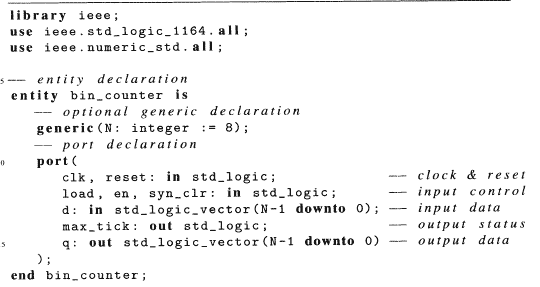 library ieee;
use ieee.std_logic_1164.all;
use ieee.numeric_std.all;
5 -- entity declaration
entity bin_counter is
-- optional generic declaration
generic(N: integer := 8);
-- port declaration
0 port(
clk, reset: in std_logic; -- clock & reset
load, en, syn_clr: in std_logic; -- input control
d: in std_logic_vector(N-1 downto 0); -- input data
max_tick: out std_logic; -- output status
5 q: out std_logic_vector(N-1 downto 0) -- output data
);
end bin_counter;